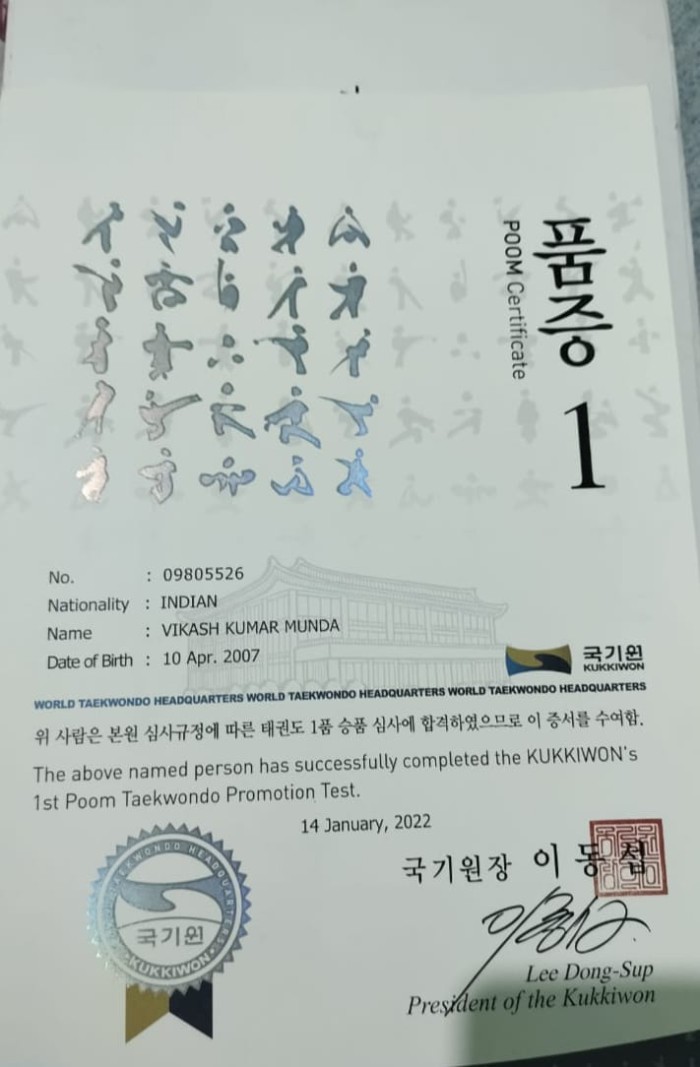 품증
POOM Certificate
1
No. : 09805526
Nationality : INDIAN
Name : VIKASH KUMAR MUNDA
Date of Birth : 10 Apr. 2007
국기원
KUKKIWON
WORLD TAEKWONDO HEADQUARTERS WORLD TAEKWONDO HEADQUARTERS WORLD TAEKWONDO HEADQUARTERS
위 사람은 본원 심사규정에 따른 태권도 1품 승품 심사에 합격하였으므로 이 증서를 수여함.
The above named person has successfully completed the KUKKIWON's
1st Poom Taekwondo Promotion Test.
14 January, 2022
국기원장 이 동 섭
TAEKWONDO HEADQUARTERS
국기원
KUKKIWON
Lee Dong-Sup
President of the Kukkiwon